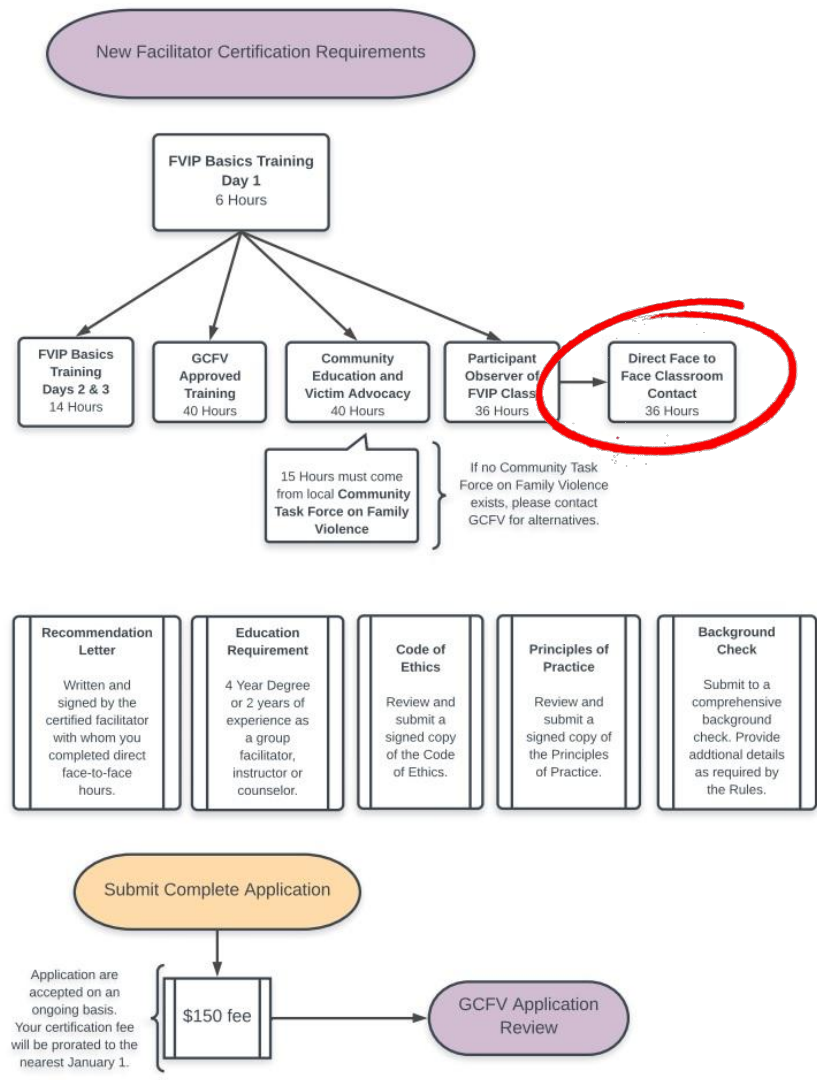 New Facilitator Certification Requirements
FVIP Basics Training
Day 1
6 Hours
FVIP Basics
Training
Days 2 & 3
14 Hours
GCFV
Approved
Training
40 Hours
Community
Education and
Victim Advocacy
40 Hours
Participant
Observer of
FVIP Class
36 Hours
Direct Face to
Face Classroom
Contact
36 Hours
15 Hours must come
from local Community
Task Force on Family
Violence
If no Community Task
Force on Family Violence
exists, please contact
GCFV for alternatives.
Recommendation
Letter
Written and
signed by the
certified facilitator
with whom you
completed direct
face-to-face
hours.
Education
Requirement
4 Year Degree
or 2 years of
experience as
a group
facilitator,
instructor or
counselor.
Code of
Ethics
Review and
submit a
signed copy
of the Code
of Ethics.
Principles of
Practice
Review and
submit a
signed copy of
the Principles
of Practice.
Background
Check
Submit to a
comprehensive
background
check. Provide
addtional details
as required by
the Rules.
Submit Complete Application
Application are
accepted on an
ongoing basis.
Your certification fee
will be prorated to the
nearest January 1.
$150 fee
GCFV Application
Review